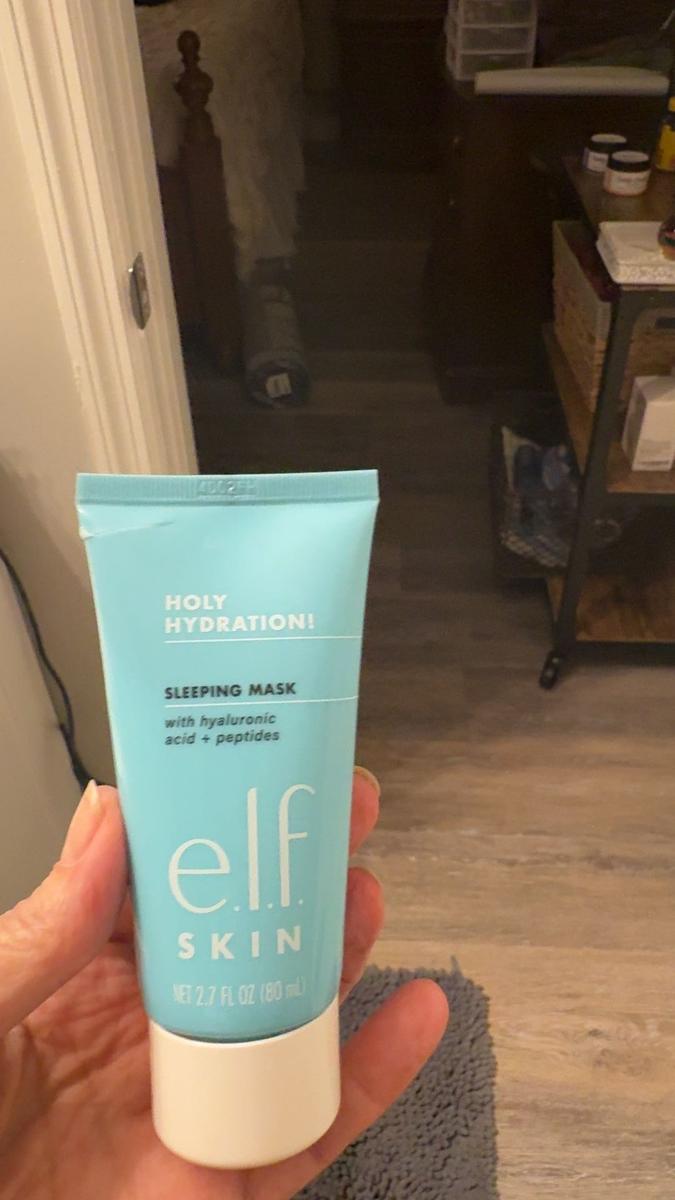 HOLY
HYDRATION!
SLEEPING MASK
with hyaluronic
acid + peptides
e.l.f.
SKIN
NET 2.7 FL OZ (80 mL)